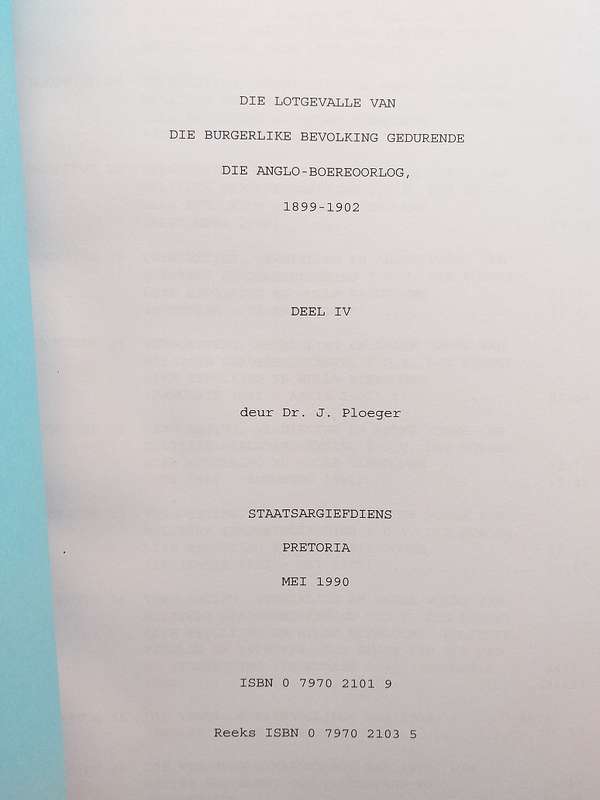 DIE LOTGEVALLE VAN
DIE BURGERLIKE BEVOLKING GEDURENDE
DIE ANGLO-BOEREOORLOG,
1899-1902
DEEL IV
deur Dr. J. Ploeger
STAATSARGIEFDIENS
PRETORIA
MEI 1990
ISBN 0 7970 2101 9
Reeks ISBN 0 7970 2103 5